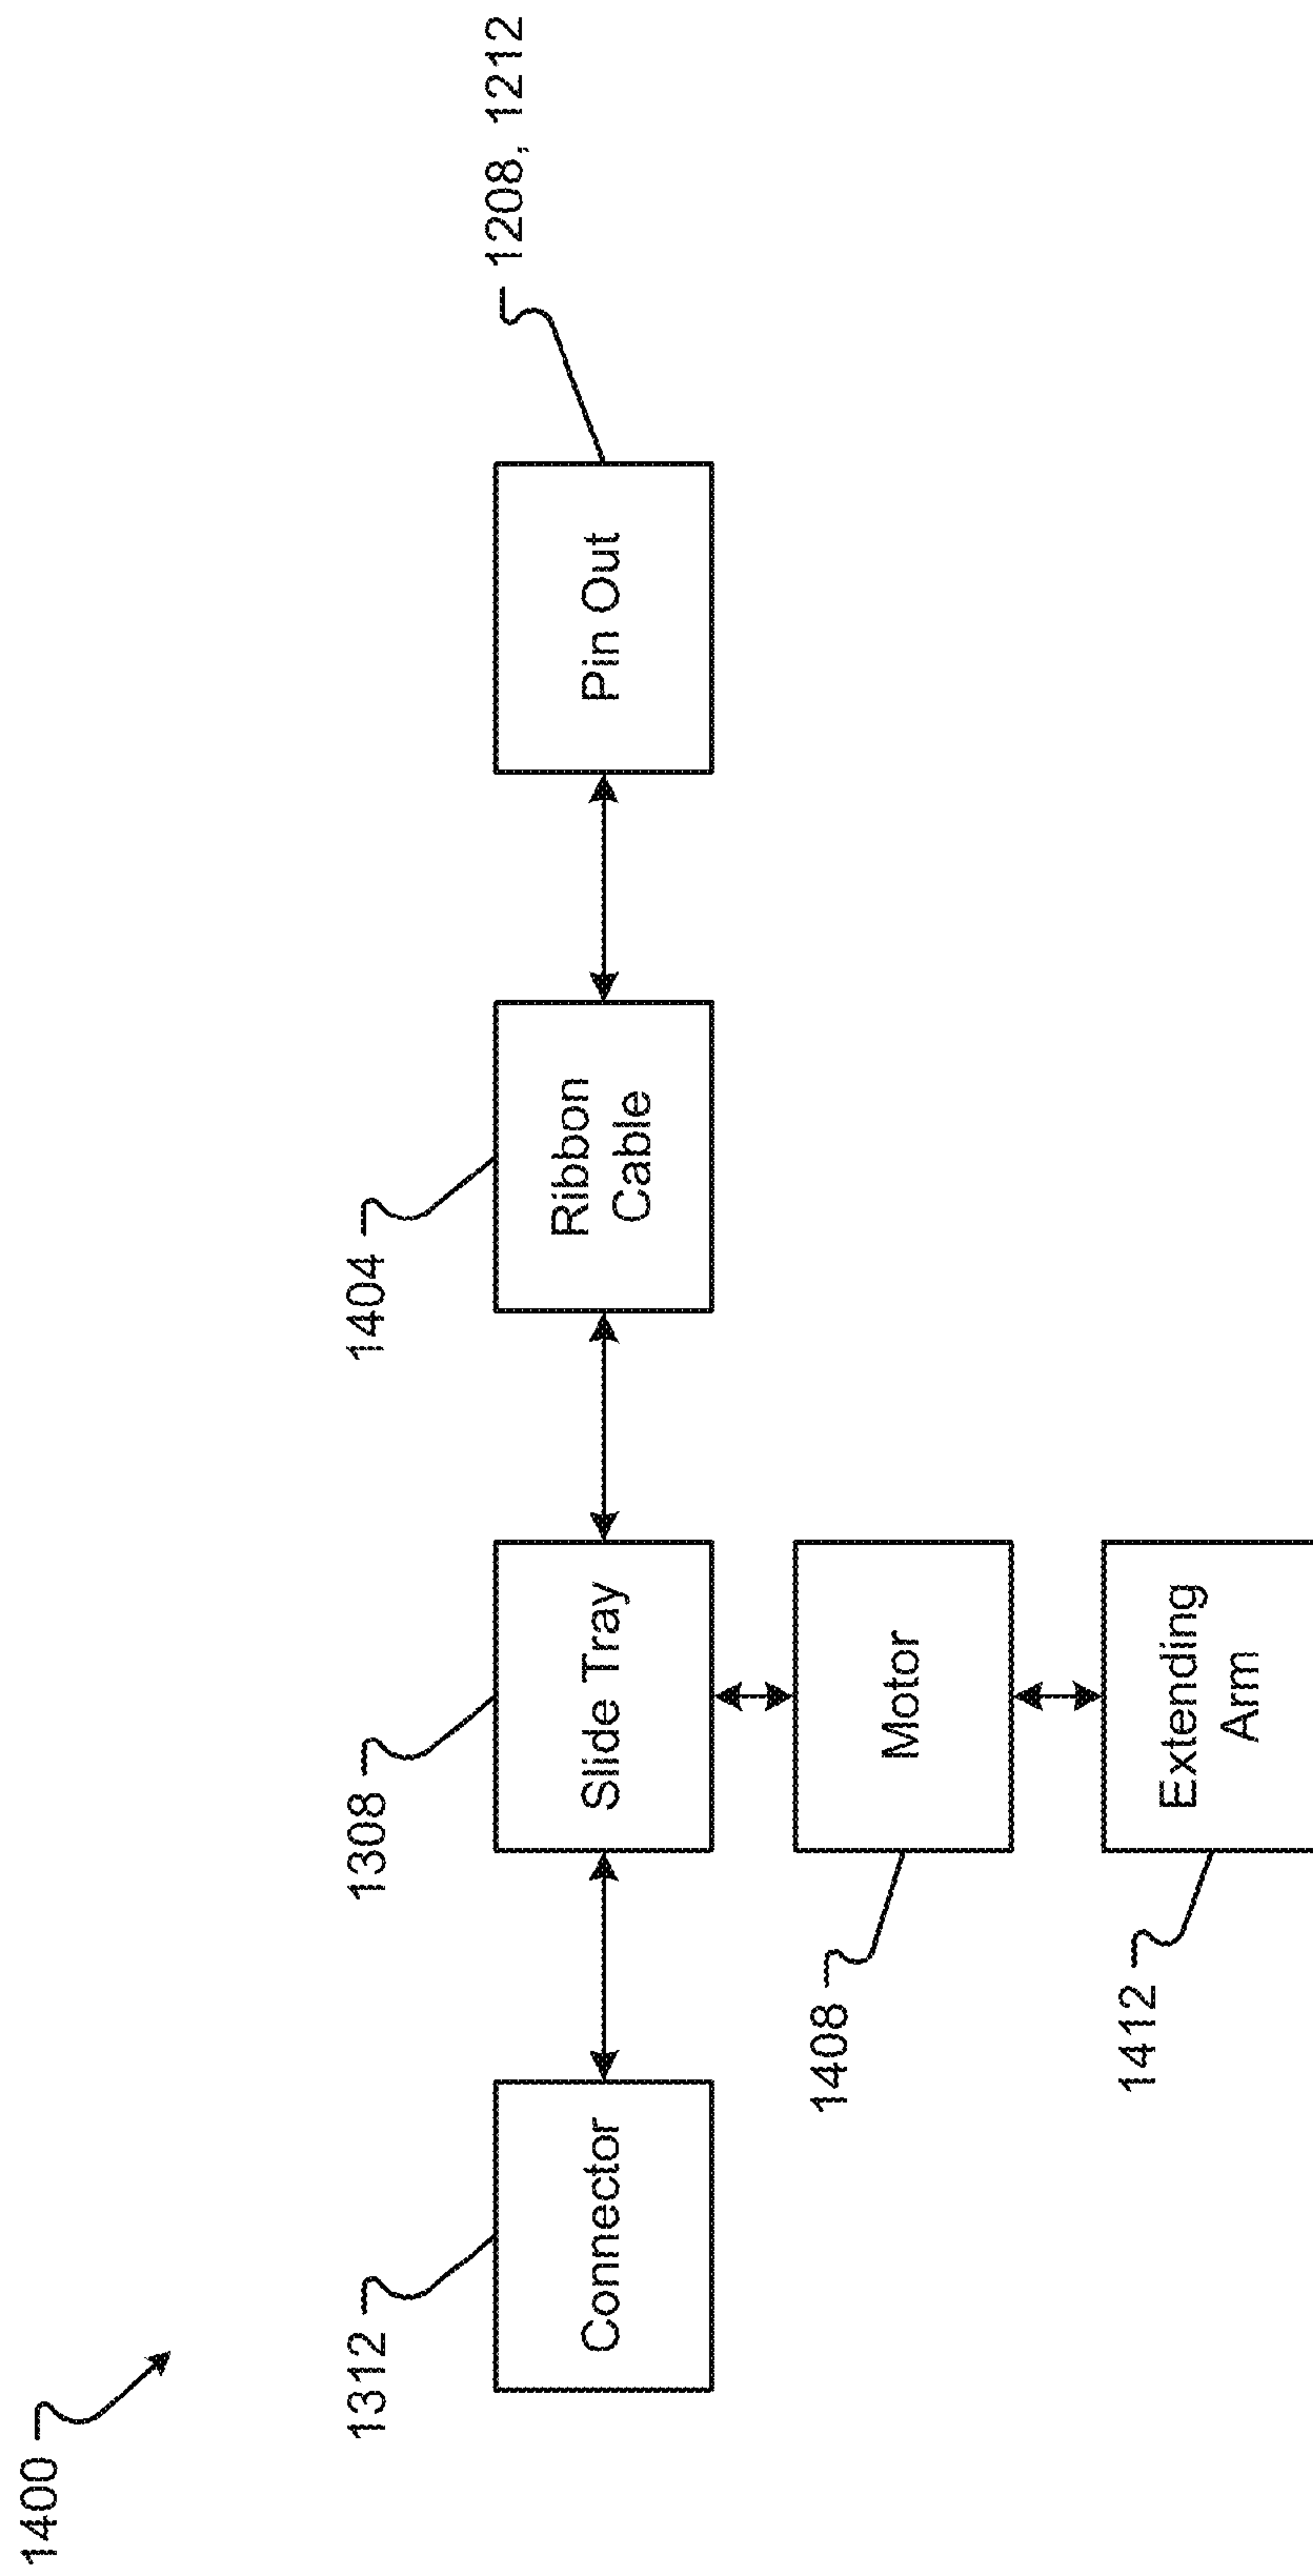 1400
1312
1308
1404
1208, 1212
Connector
Slide Tray
Ribbon
Cable
Pin Out
1408
Motor
1412
Extending
Arm